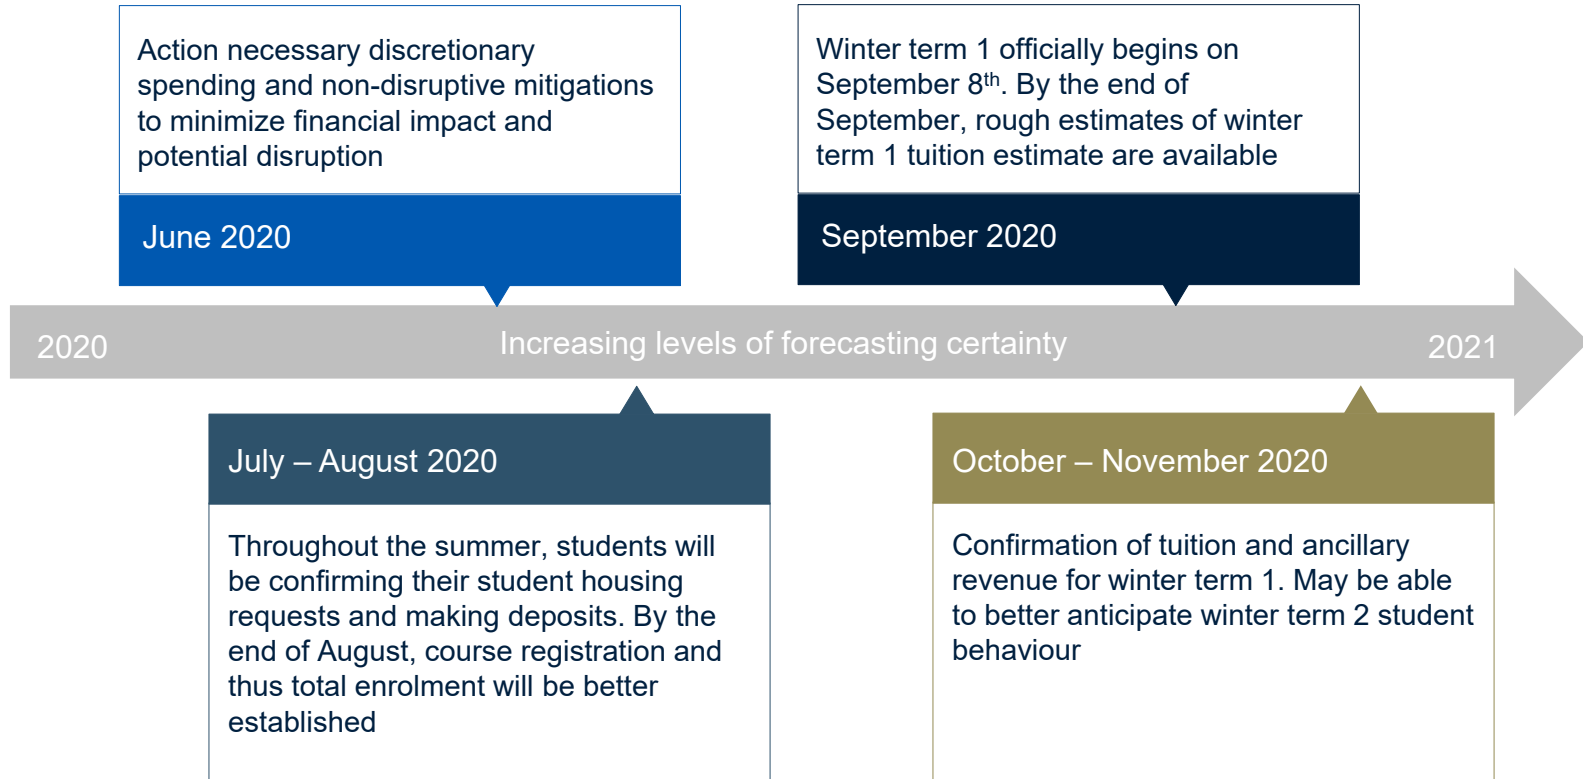 Action necessary discretionary
spending and non-disruptive mitigations
to minimize financial impact and
potential disruption
June 2020
Winter term 1 officially begins on
September 8th. By the end of
September, rough estimates of winter
term 1 tuition estimate are available
September 2020
2020
Increasing levels of forecasting certainty
2021
July – August 2020
Throughout the summer, students will
be confirming their student housing
requests and making deposits. By the
end of August, course registration and
thus total enrolment will be better
established
October – November 2020
Confirmation of tuition and ancillary
revenue for winter term 1. May be able
to better anticipate winter term 2 student
behaviour